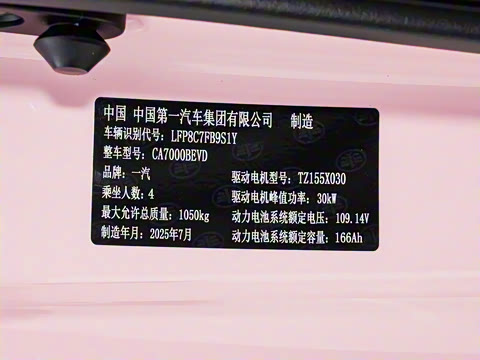 中国 中国第一汽车集团有限公司 制造
车辆识别代号: LFP8C7FB9S1Y
整车型号: CA7000BEVD
品牌: 一汽 驱动电机型号: TZ155X030
乘坐人数: 4 驱动电机峰值功率: 30kW
最大允许总质量: 1050kg 动力电池系统额定电压: 109.14V
制造年月: 2025年7月 动力电池系统额定容量: 166Ah